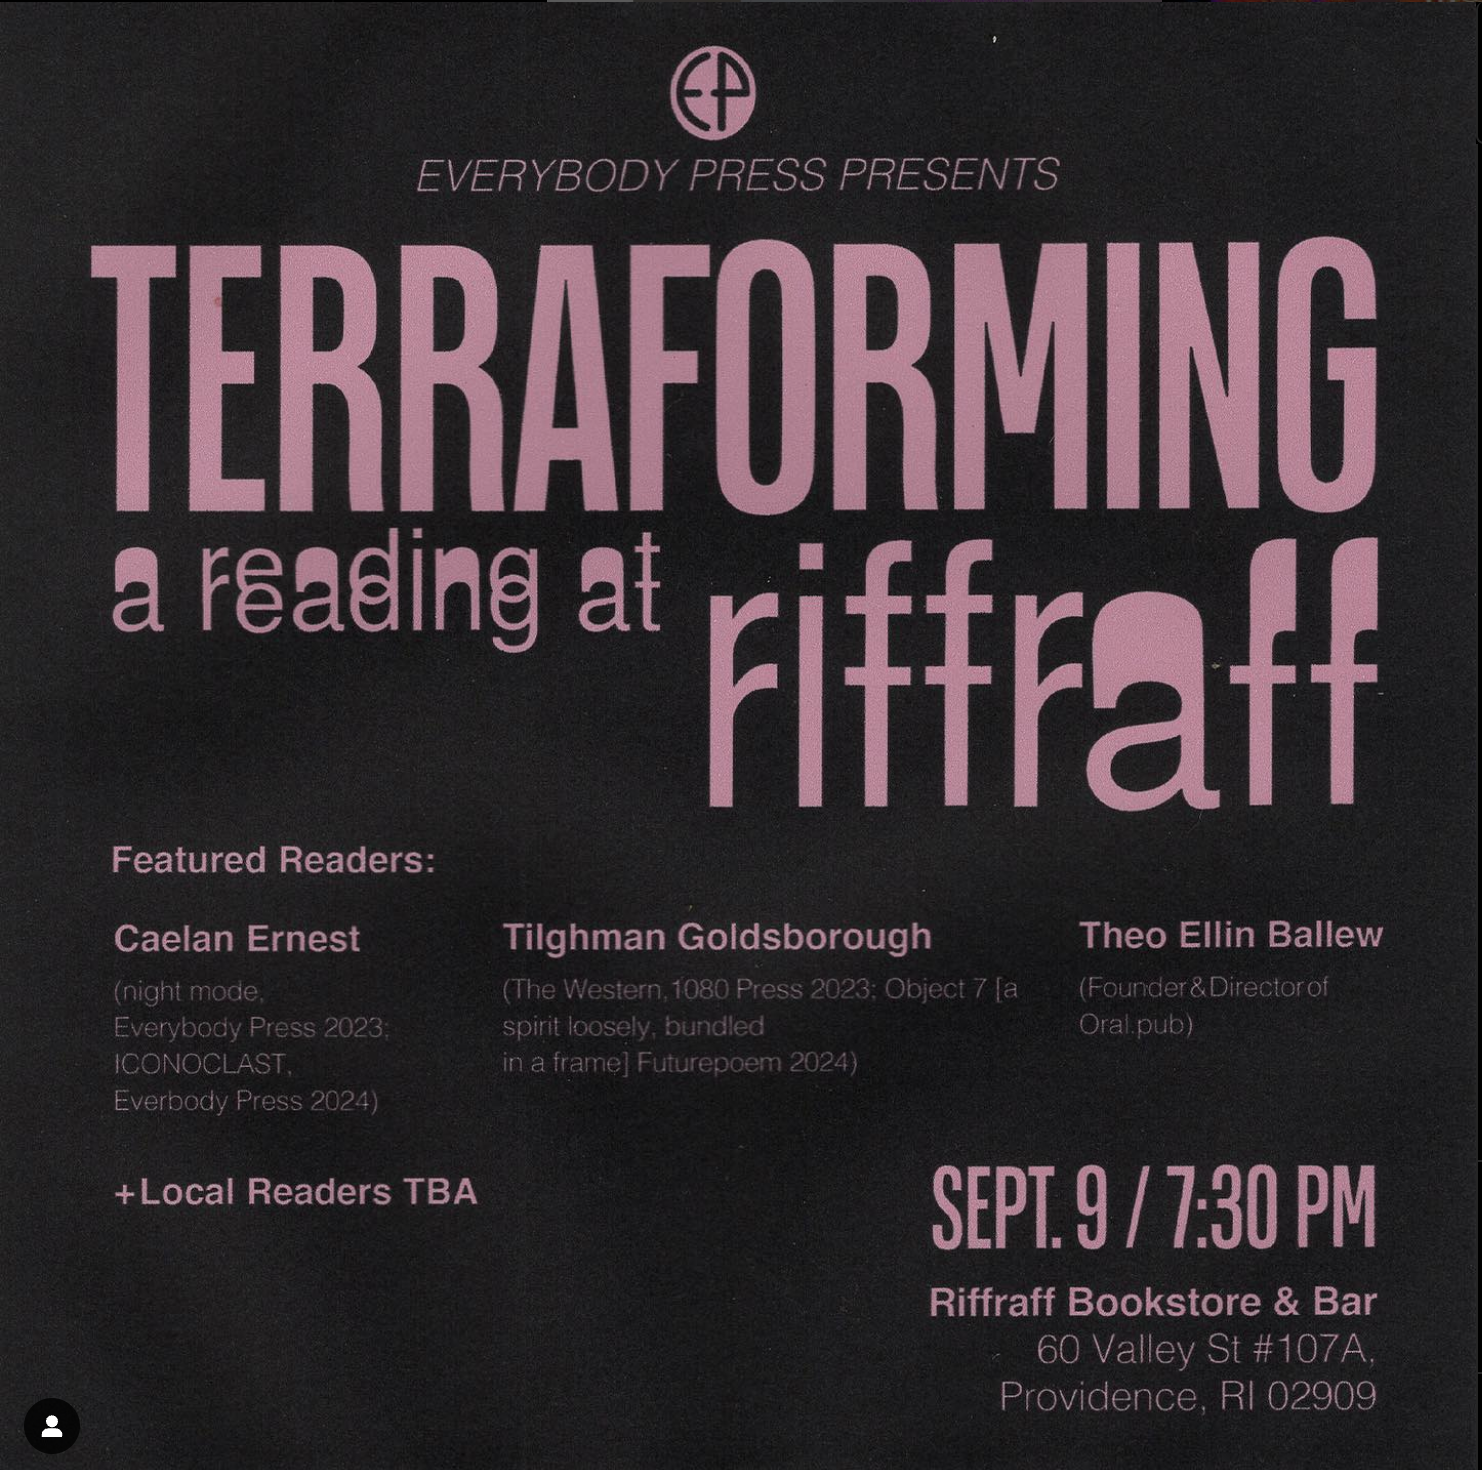 EP
EVERYBODY PRESS PRESENTS
TERRAFORMING
a reading at
riffraff
Featured Readers:
Caelan Ernest
(night mode,
Everybody Press 2023;
ICONOCLAST,
Everbody Press 2024)
Tilghman Goldsborough
(The Western, 1080 Press 2023; Object 7 [a
spirit loosely, bundled
in a frame] Futurepoem 2024)
Theo Ellin Ballew
(Founder & Director of
Oral.pub)
+Local Readers TBA
SEPT. 9 / 7:30 PM
Riffraff Bookstore & Bar
60 Valley St #107A,
Providence, RI 02909